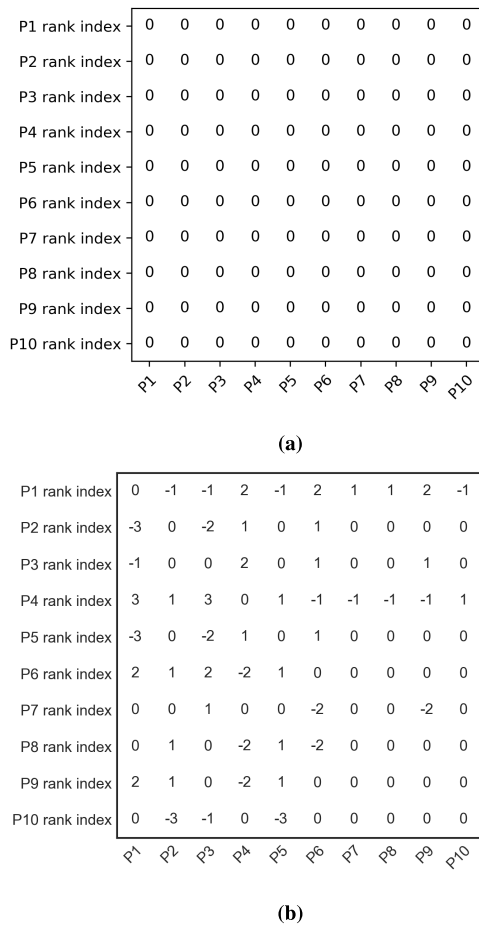 P1 rank index 0 0 0 0 0 0 0 0 0 0
P2 rank index 0 0 0 0 0 0 0 0 0 0
P3 rank index 0 0 0 0 0 0 0 0 0 0
P4 rank index 0 0 0 0 0 0 0 0 0 0
P5 rank index 0 0 0 0 0 0 0 0 0 0
P6 rank index 0 0 0 0 0 0 0 0 0 0
P7 rank index 0 0 0 0 0 0 0 0 0 0
P8 rank index 0 0 0 0 0 0 0 0 0 0
P9 rank index 0 0 0 0 0 0 0 0 0 0
P10 rank index 0 0 0 0 0 0 0 0 0 0
P1 P2 P3 P4 P5 P6 P7 P8 P9 P10
(a)
P1 rank index 0 -1 -1 2 -1 2 1 1 2 -1
P2 rank index -3 0 -2 1 0 1 0 0 0 0
P3 rank index -1 0 0 2 0 1 0 0 1 0
P4 rank index 3 1 3 0 1 -1 -1 -1 -1 1
P5 rank index -3 0 -2 1 0 1 0 0 0 0
P6 rank index 2 1 2 -2 1 0 0 0 0 0
P7 rank index 0 0 1 0 0 -2 0 0 -2 0
P8 rank index 0 1 0 -2 1 -2 0 0 0 0
P9 rank index 2 1 0 -2 1 0 0 0 0 0
P10 rank index 0 -3 -1 0 -3 0 0 0 0 0
P1 P2 P3 P4 P5 P6 P7 P8 P9 P10
(b)